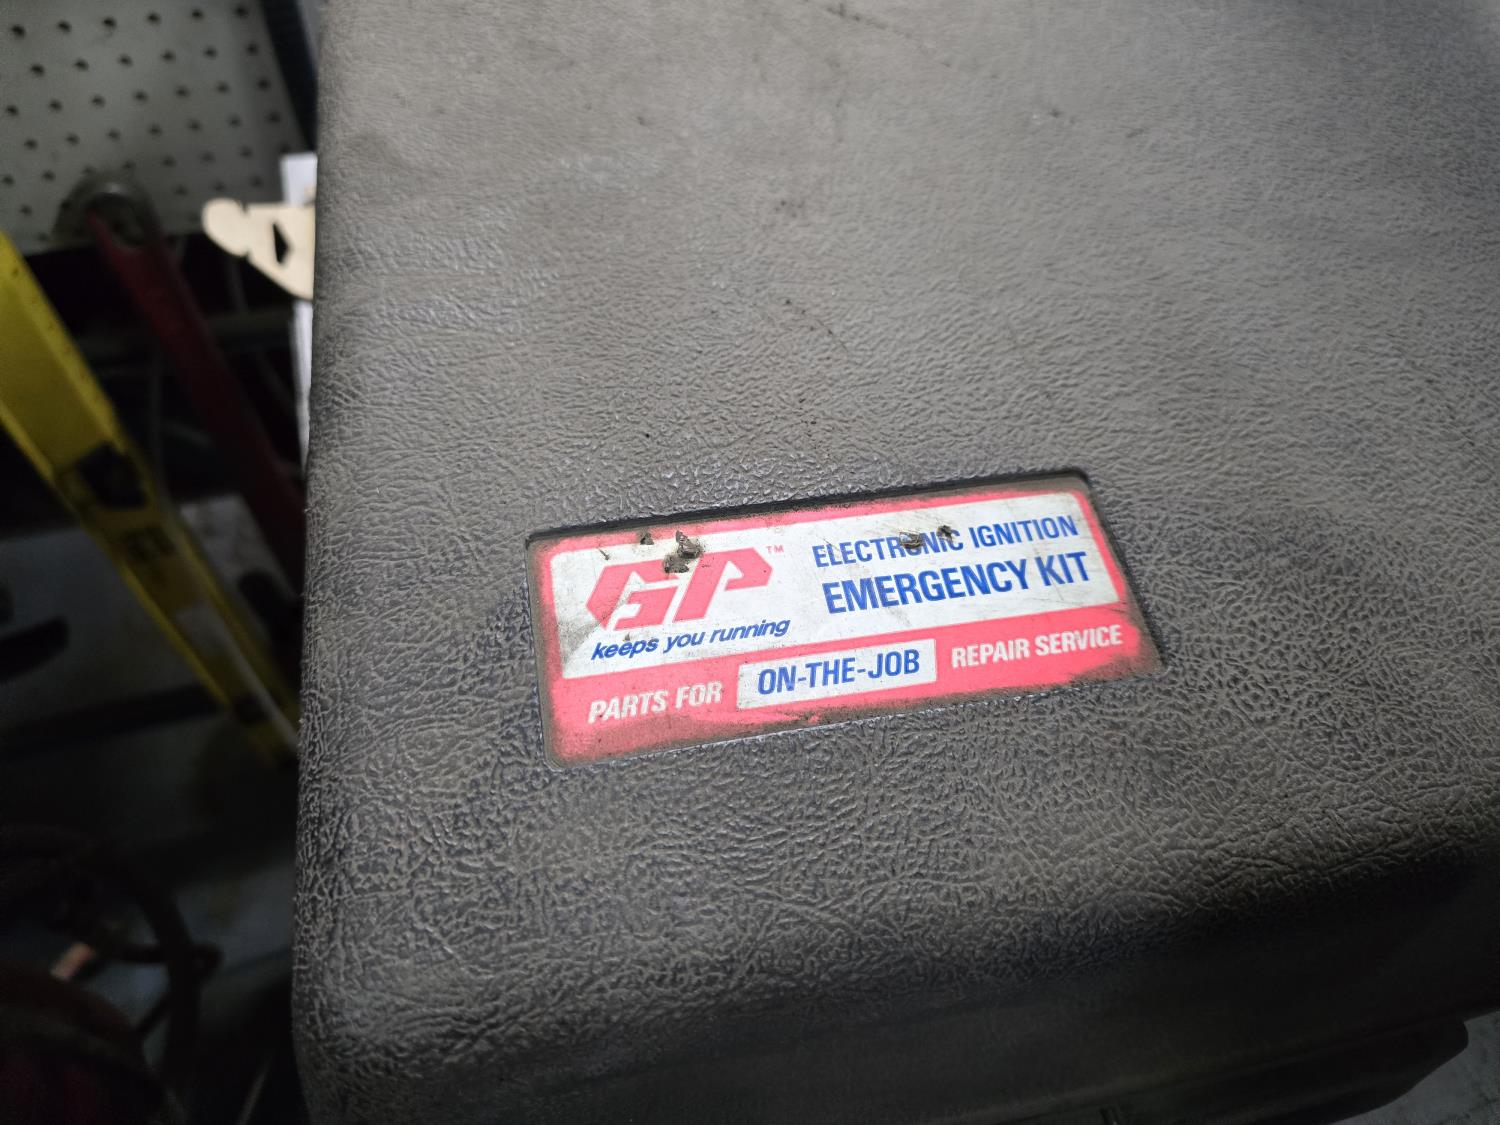 GP™
keeps you running
ELECTRONIC IGNITION
EMERGENCY KIT
PARTS FOR ON-THE-JOB REPAIR SERVICE